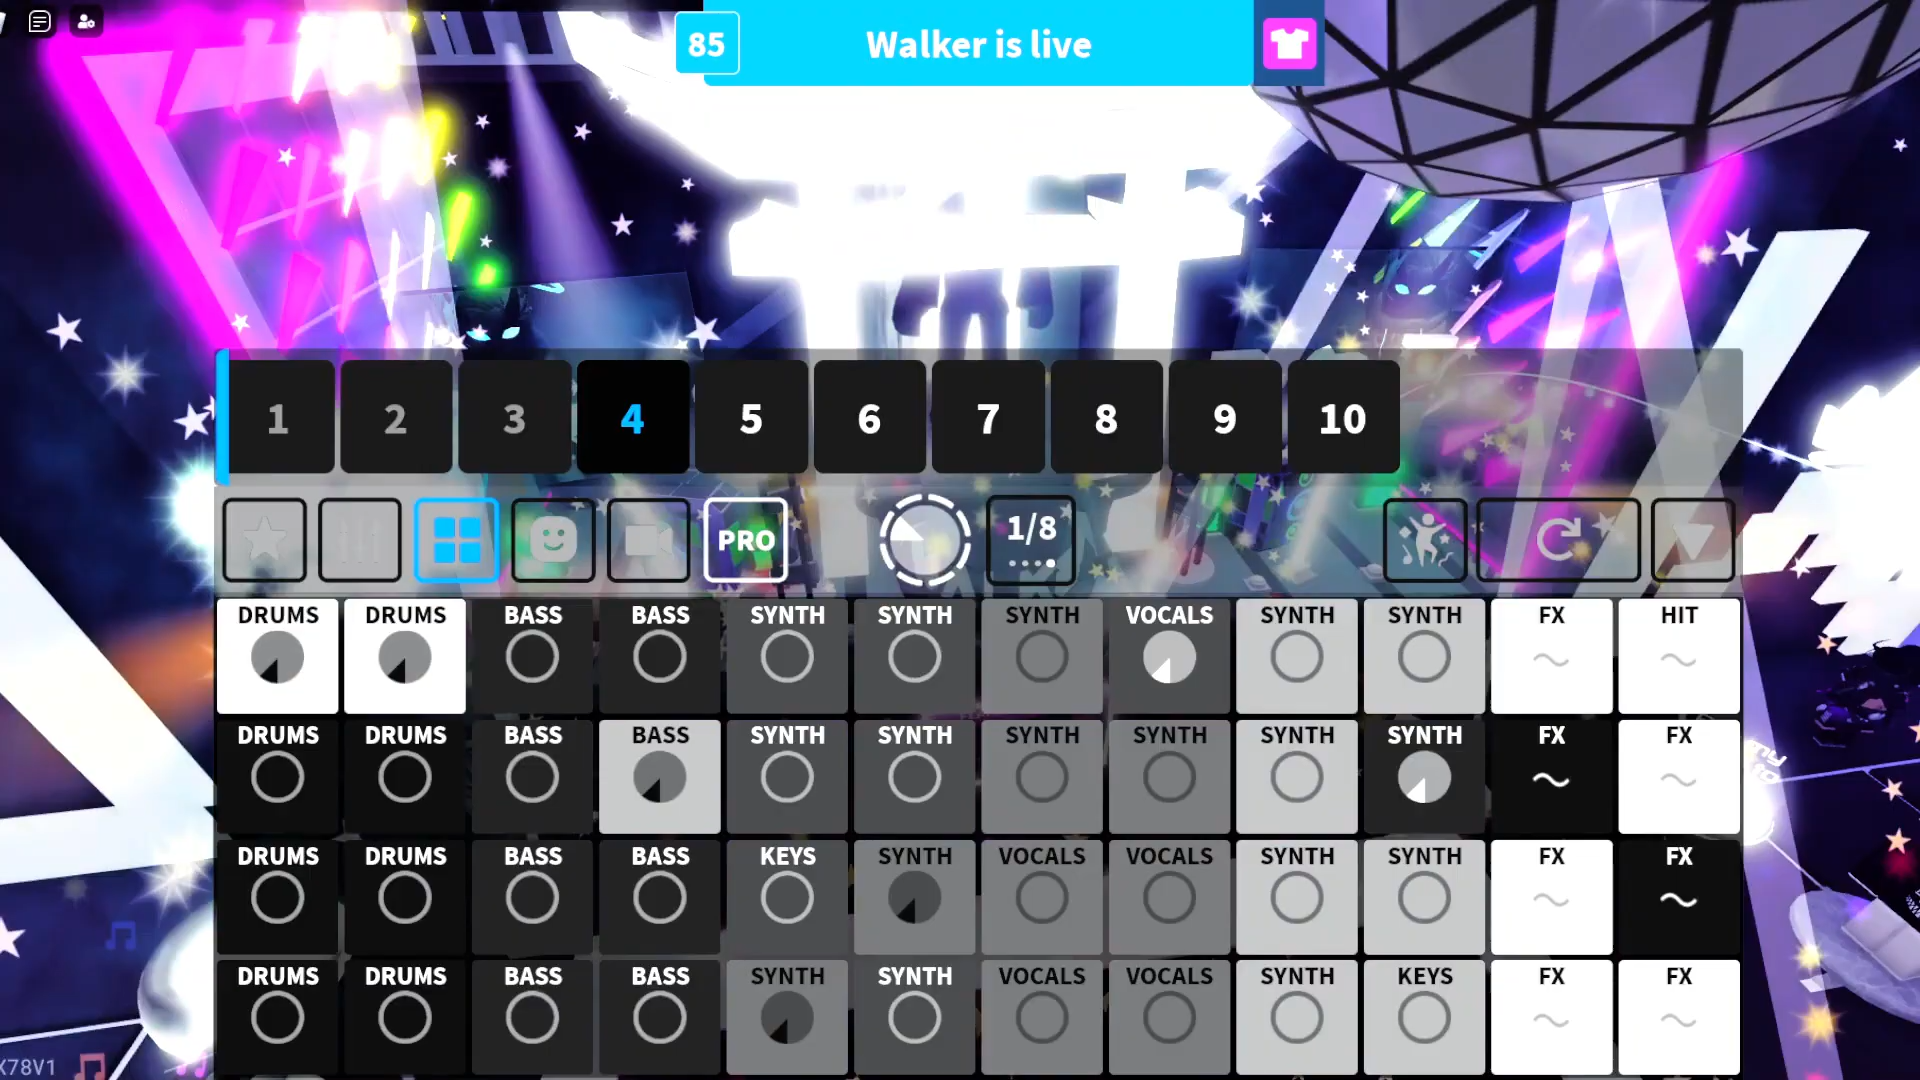 85
Walker is live
1 2 3 4 5 6 7 8 9 10
PRO
1/8
DRUMS DRUMS BASS BASS SYNTH SYNTH SYNTH VOCALS SYNTH SYNTH FX HIT
DRUMS DRUMS BASS BASS SYNTH SYNTH SYNTH SYNTH SYNTH SYNTH FX FX
DRUMS DRUMS BASS BASS KEYS SYNTH VOCALS VOCALS SYNTH SYNTH FX FX
DRUMS DRUMS BASS BASS SYNTH SYNTH VOCALS VOCALS SYNTH KEYS FX FX